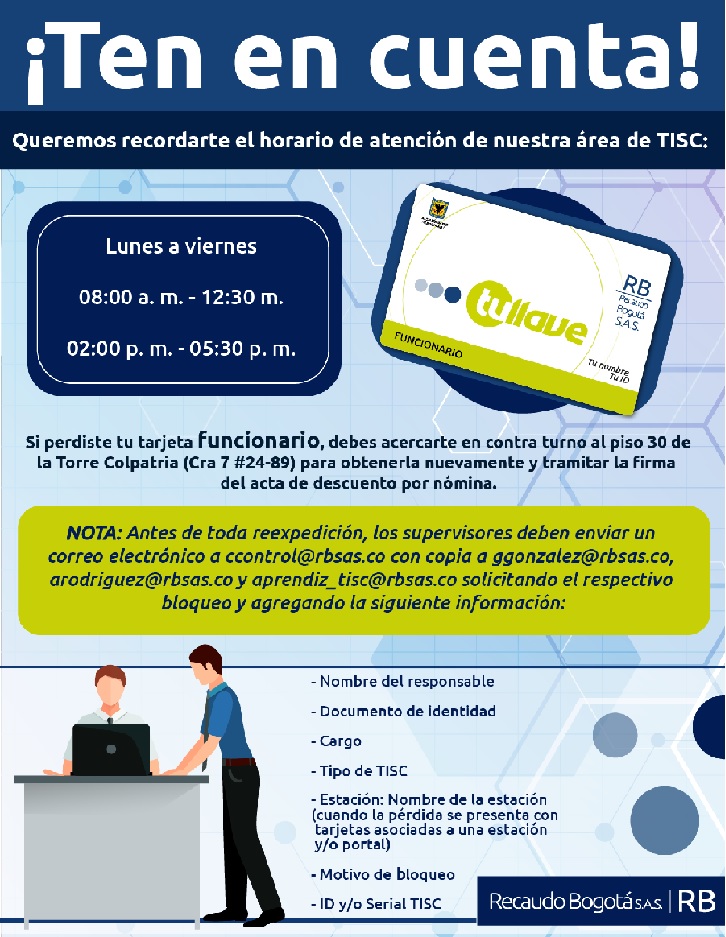 ¡Ten en cuenta!
Queremos recordarte el horario de atención de nuestra área de TISC:
Lunes a viernes
08:00 a. m. - 12:30 m.
02:00 p. m. - 05:30 p. m.
tullave
RB
Recaudo
Bogotá
S.A.S.
FUNCIONARIO
Tu nombre
Tu ID
Si perdiste tu tarjeta funcionario, debes acercarte en contra turno al piso 30 de
la Torre Colpatria (Cra 7 #24-89) para obtenerla nuevamente y tramitar la firma
del acta de descuento por nómina.
NOTA: Antes de toda reexpedición, los supervisores deben enviar un
correo electrónico a ccontrol@rbsas.co con copia a ggonzalez@rbsas.co,
arodriguez@rbsas.co y aprendiz_tisc@rbsas.co solicitando el respectivo
bloqueo y agregando la siguiente información:
- Nombre del responsable
- Documento de identidad
- Cargo
- Tipo de TISC
- Estación: Nombre de la estación
(cuando la pérdida se presenta con
tarjetas asociadas a una estación
y/o portal)
- Motivo de bloqueo
- ID y/o Serial TISC
Recaudo Bogotá S.A.S. | RB